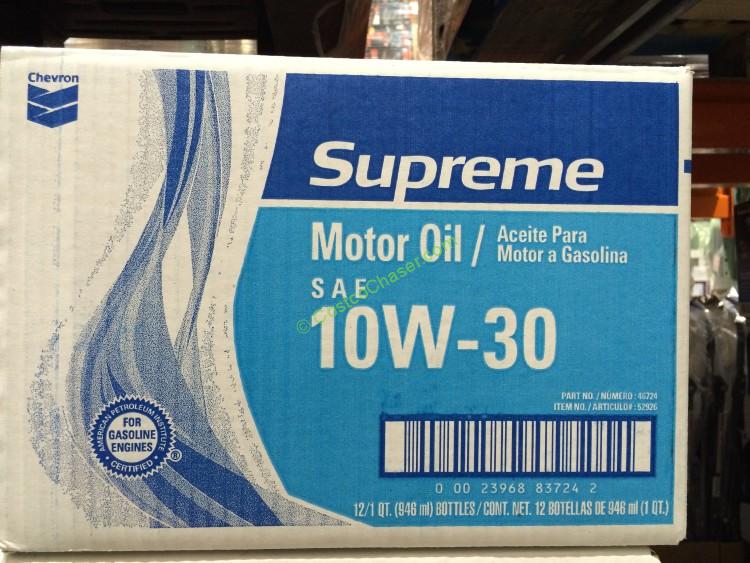 Chevron
Supreme
Motor Oil / Aceite Para
Motor a Gasolina
SAE
10W-30
© CostcoChaser.com
PART NO. / NÚMERO : 46724
ITEM NO. / ARTICULO# : 52926
AMERICAN PETROLEUM INSTITUTE
FOR
GASOLINE
ENGINES
CERTIFIED
®
0 00 23968 83724 2
12/1 QT. (946 ml) BOTTLES / CONT. NET. 12 BOTELLAS DE 946 ml (1 QT.)